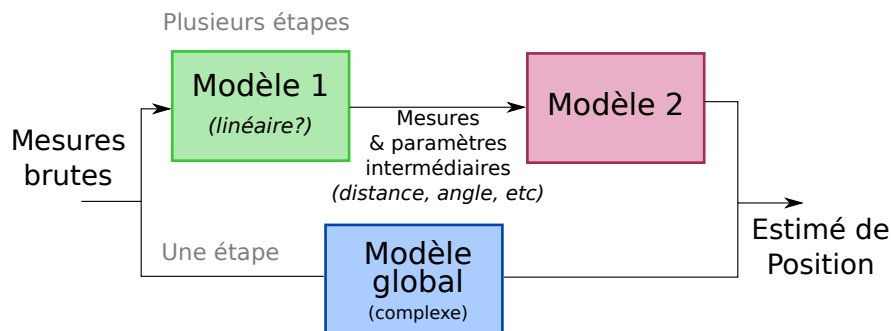 Plusieurs étapes
Modèle 1
(linéaire?)
Modèle 2
Mesures
brutes
Mesures
& paramètres
intermédiaires
(distance, angle, etc)
Une étape
Modèle
global
(complexe)
Estimé de
Position